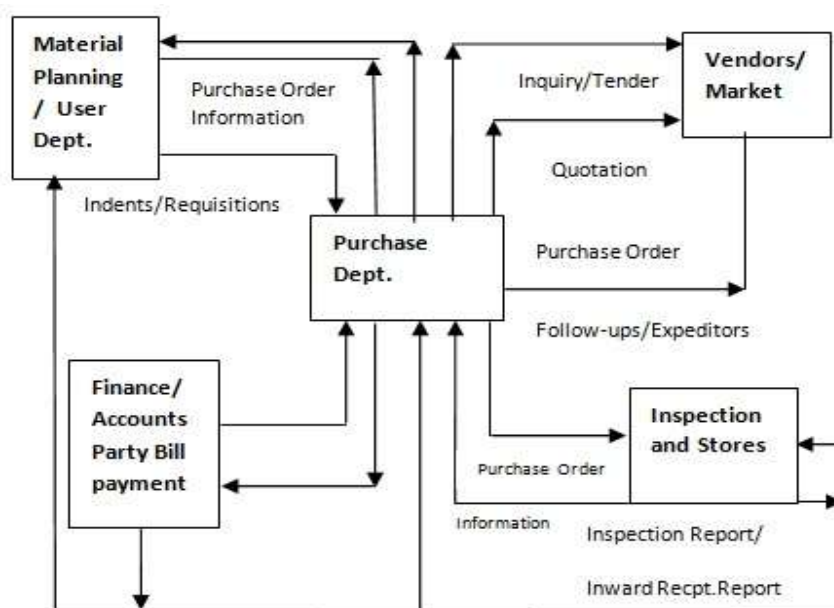 Material
Planning
/ User
Dept.
Purchase Order
Information
Indents/Requisitions
Inquiry/Tender
Vendors/
Market
Quotation
Purchase
Dept.
Purchase Order
Follow-ups/Expeditors
Finance/
Accounts
Party Bill
payment
Inspection
and Stores
Purchase Order
Information
Inspection Report/
Inward Recpt.Report